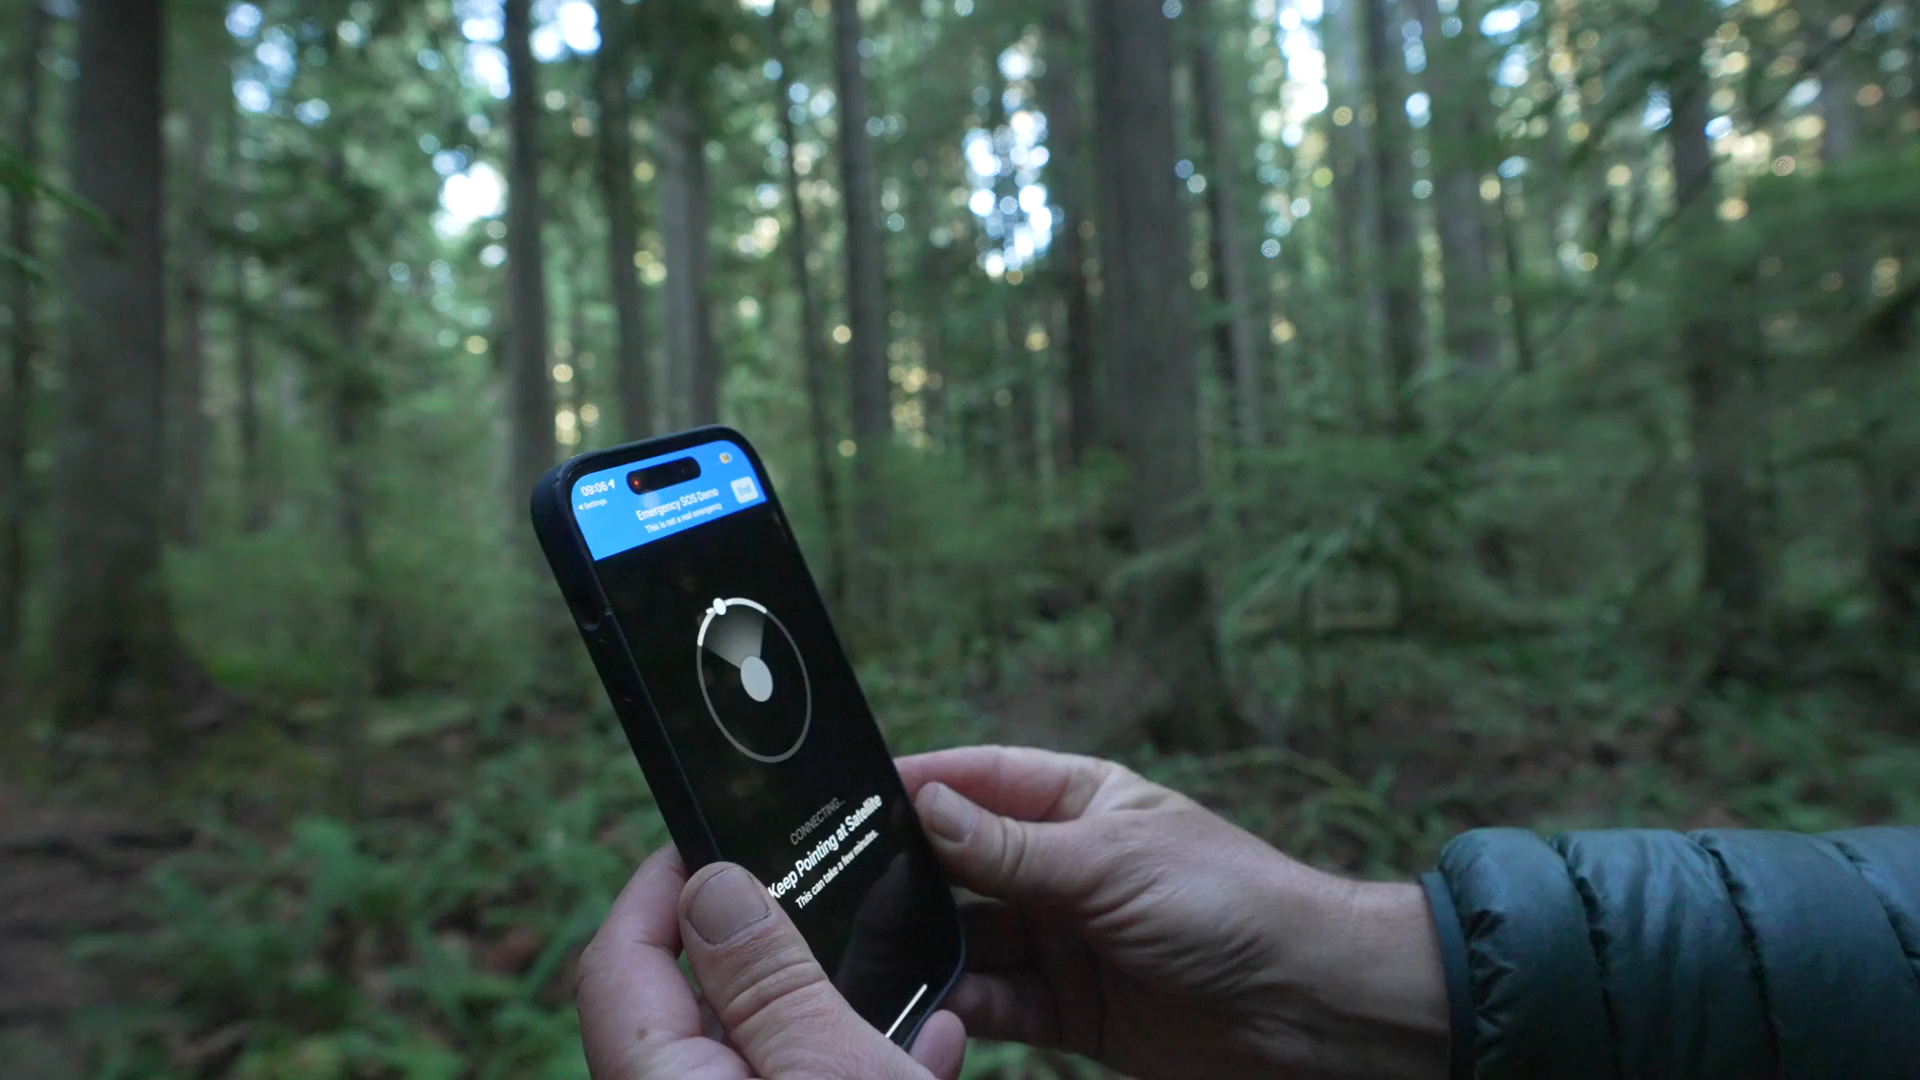 09:06
Settings
Emergency SOS Demo
This is not a real emergency
End
CONNECTING...
Keep Pointing at Satellite
This can take a few minutes.